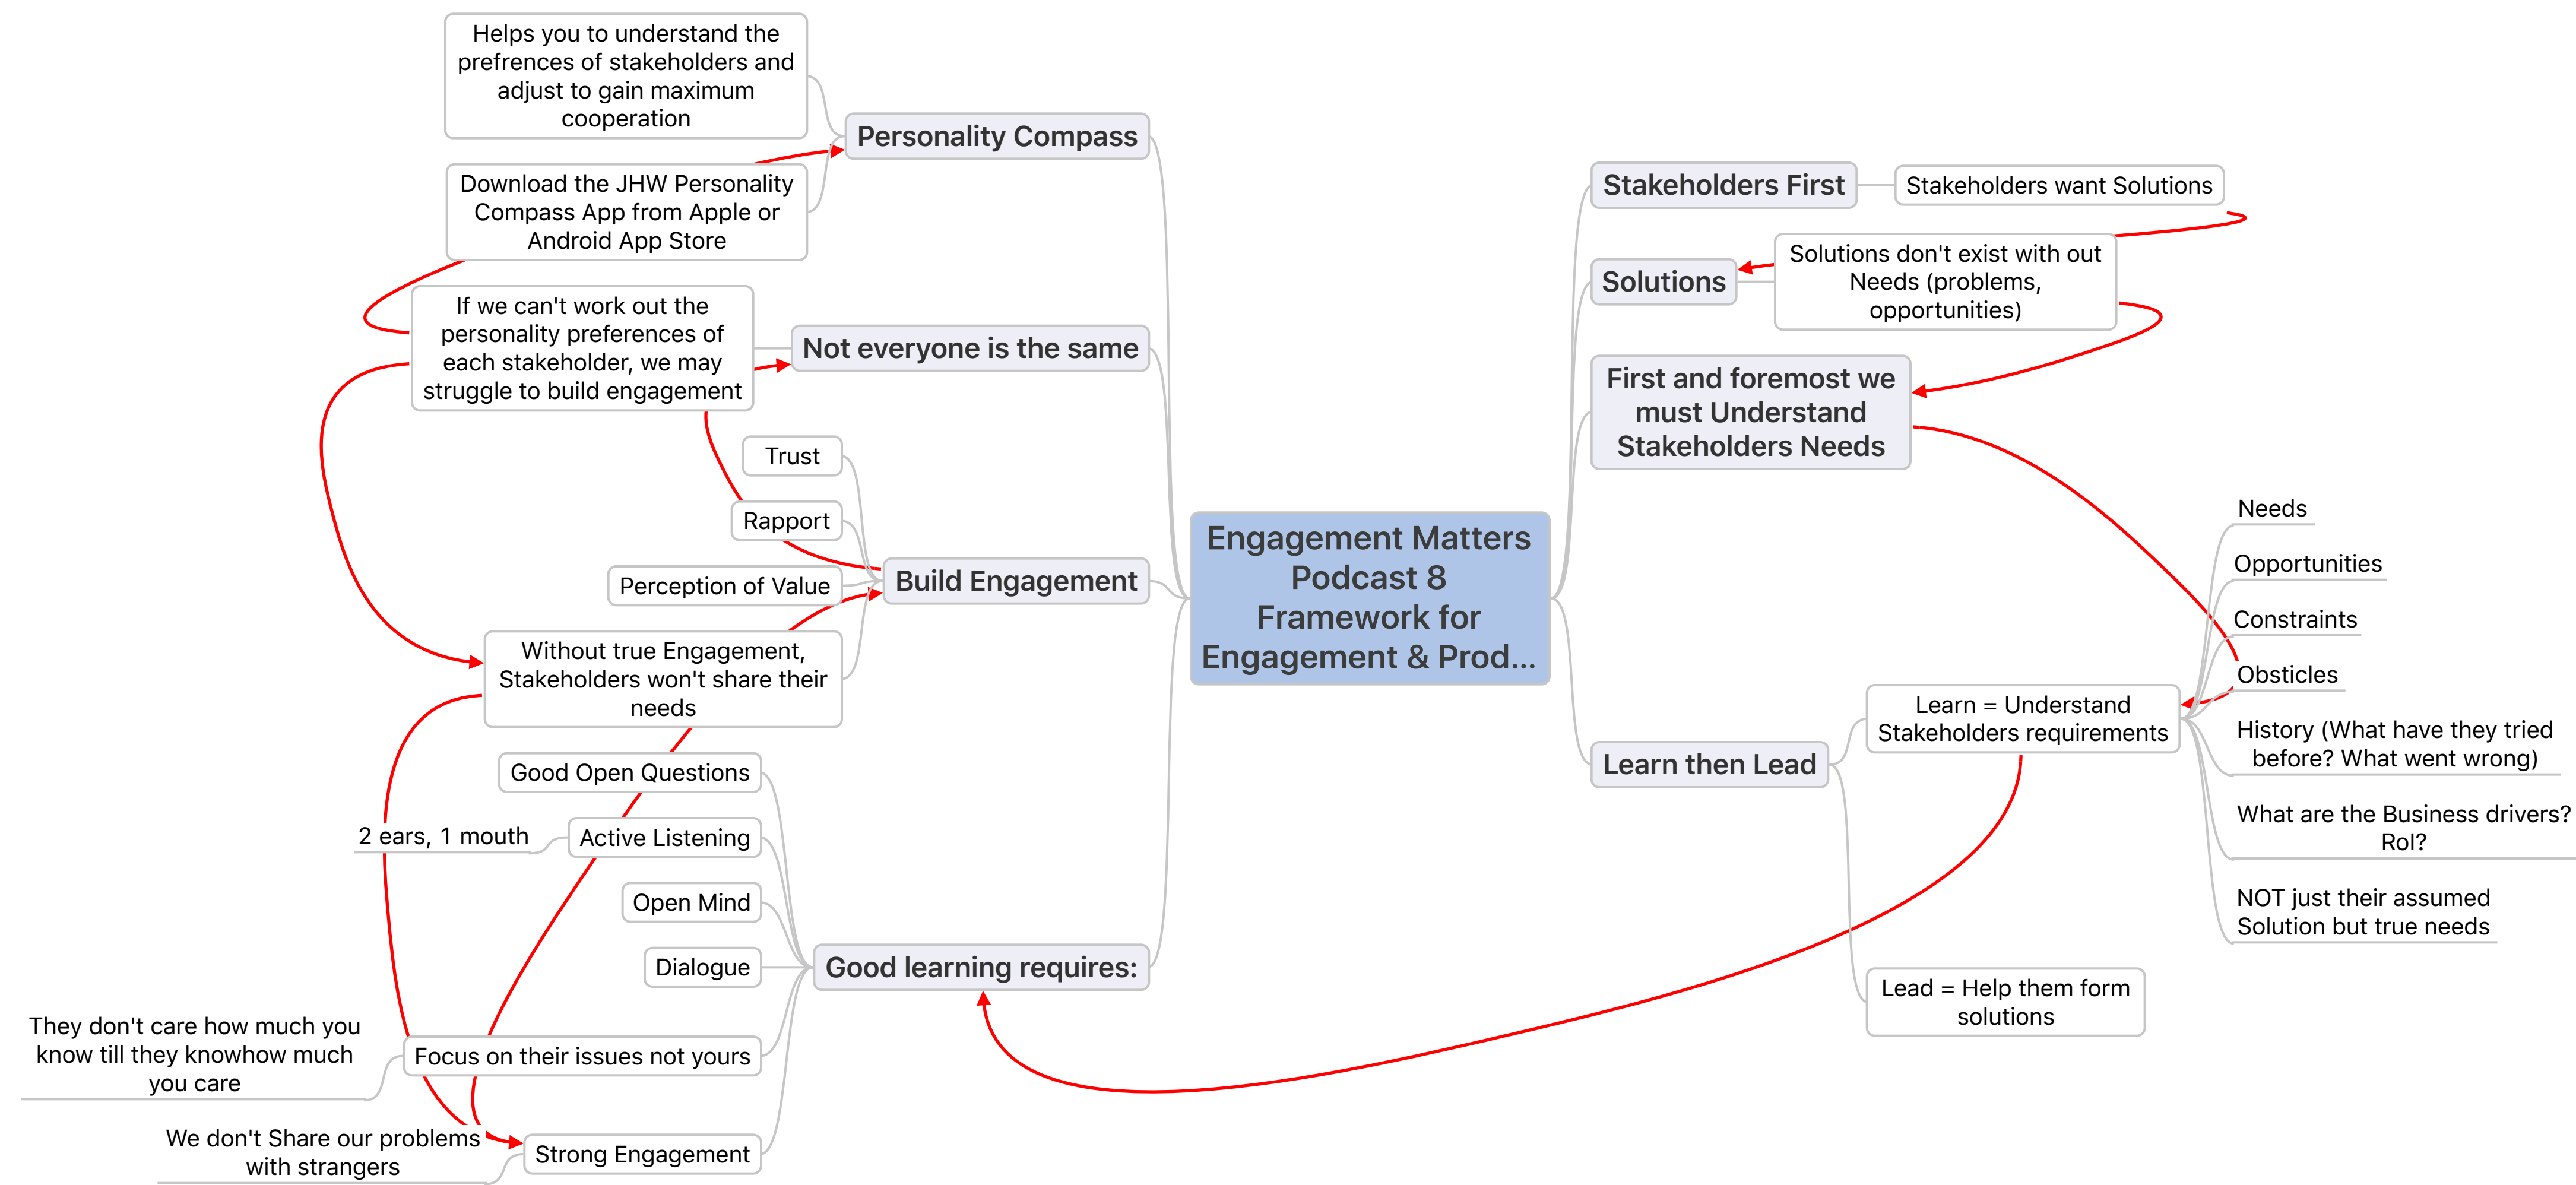 Helps you to understand the
prefrences of stakeholders and
adjust to gain maximum
cooperation
Personality Compass
Download the JHW Personality
Compass App from Apple or
Android App Store
If we can't work out the
personality preferences of
each stakeholder, we may
struggle to build engagement
Not everyone is the same
Trust
Rapport
Perception of Value
Build Engagement
Without true Engagement,
Stakeholders won't share their
needs
Good Open Questions
2 ears, 1 mouth
Active Listening
Open Mind
Dialogue
Good learning requires:
They don't care how much you
know till they knowhow much
you care
Focus on their issues not yours
We don't Share our problems
with strangers
Strong Engagement
Engagement Matters
Podcast 8
Framework for
Engagement & Prod...
Stakeholders First
Stakeholders want Solutions
Solutions
Solutions don't exist with out
Needs (problems,
opportunities)
First and foremost we
must Understand
Stakeholders Needs
Learn then Lead
Learn = Understand
Stakeholders requirements
Needs
Opportunities
Constraints
Obsticles
History (What have they tried
before? What went wrong)
What are the Business drivers?
RoI?
NOT just their assumed
Solution but true needs
Lead = Help them form
solutions